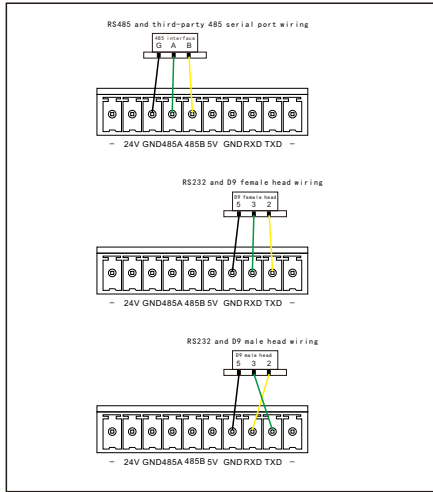 RS485 and third-party 485 serial port wiring
485 interface
G A B
– 24V GND485A 485B 5V GND RXD TXD –
RS232 and D9 female head wiring
D9 female head
5 3 2
– 24V GND485A 485B 5V GND RXD TXD –
RS232 and D9 male head wiring
D9 male head
5 3 2
– 24V GND485A 485B 5V GND RXD TXD –